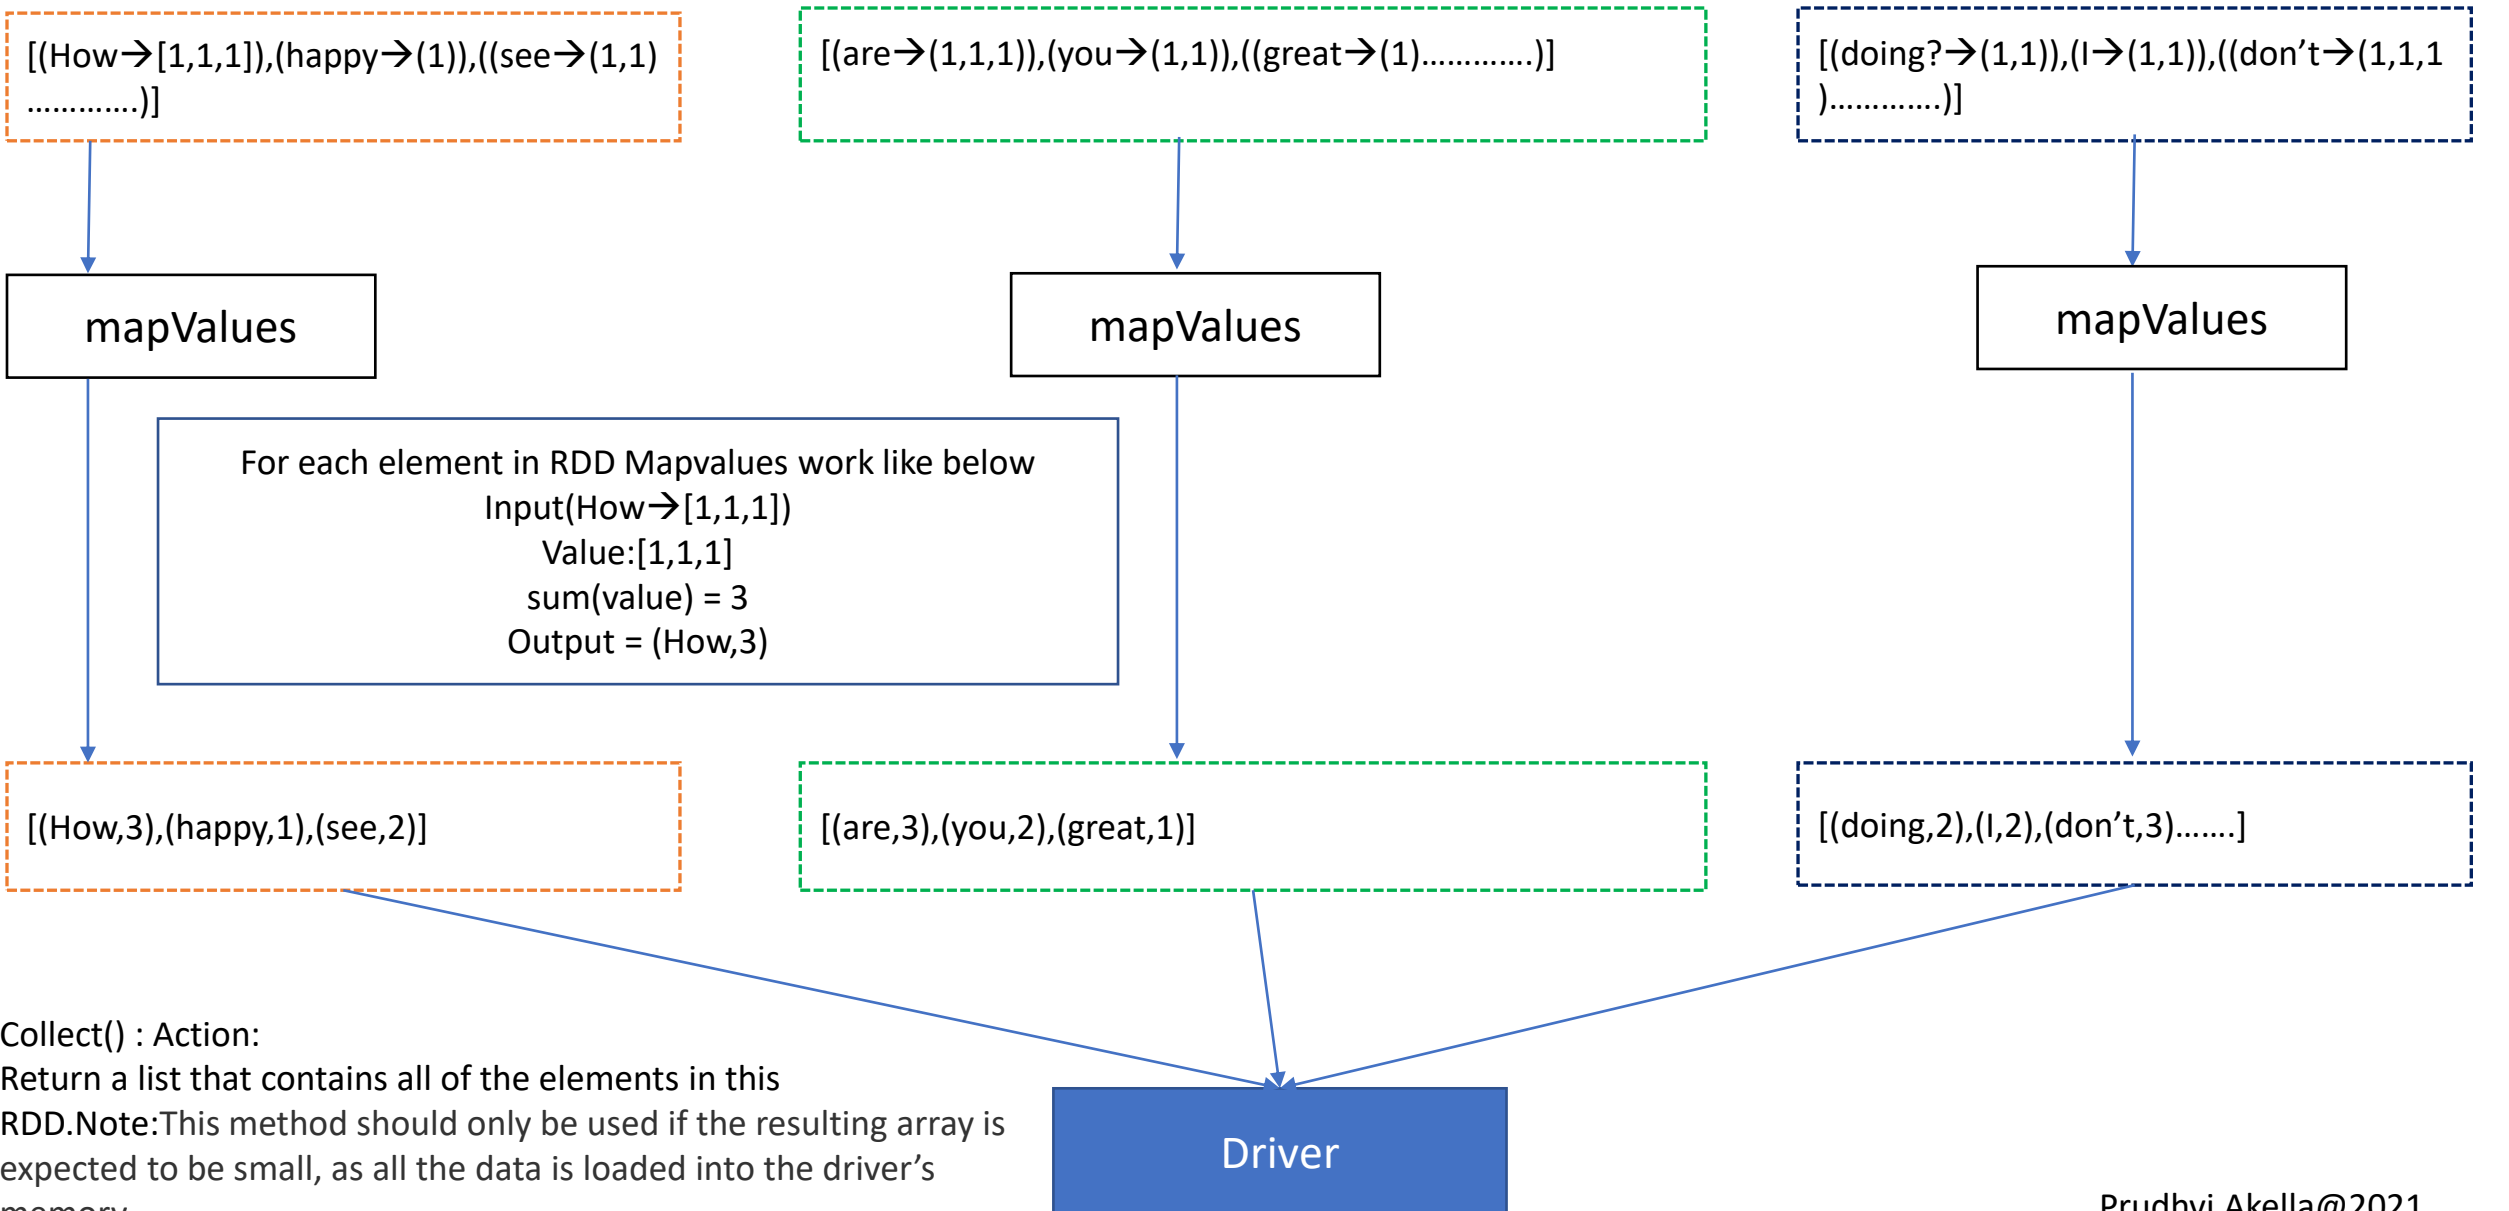 [(How→[1,1,1]),(happy→(1)),((see→(1,1)
………….)]
[(are→(1,1,1)),(you→(1,1)),((great→(1)………….)]
[(doing?→(1,1)),(I→(1,1)),((don’t→(1,1,1
)………….)]
mapValues
mapValues
mapValues
For each element in RDD Mapvalues work like below
Input(How→[1,1,1])
Value:[1,1,1]
sum(value) = 3
Output = (How,3)
[(How,3),(happy,1),(see,2)]
[(are,3),(you,2),(great,1)]
[(doing,2),(I,2),(don’t,3)…….]
Collect() : Action:
Return a list that contains all of the elements in this
RDD.Note:This method should only be used if the resulting array is
expected to be small, as all the data is loaded into the driver’s
memory
Driver
Prudhvi Akella@2021